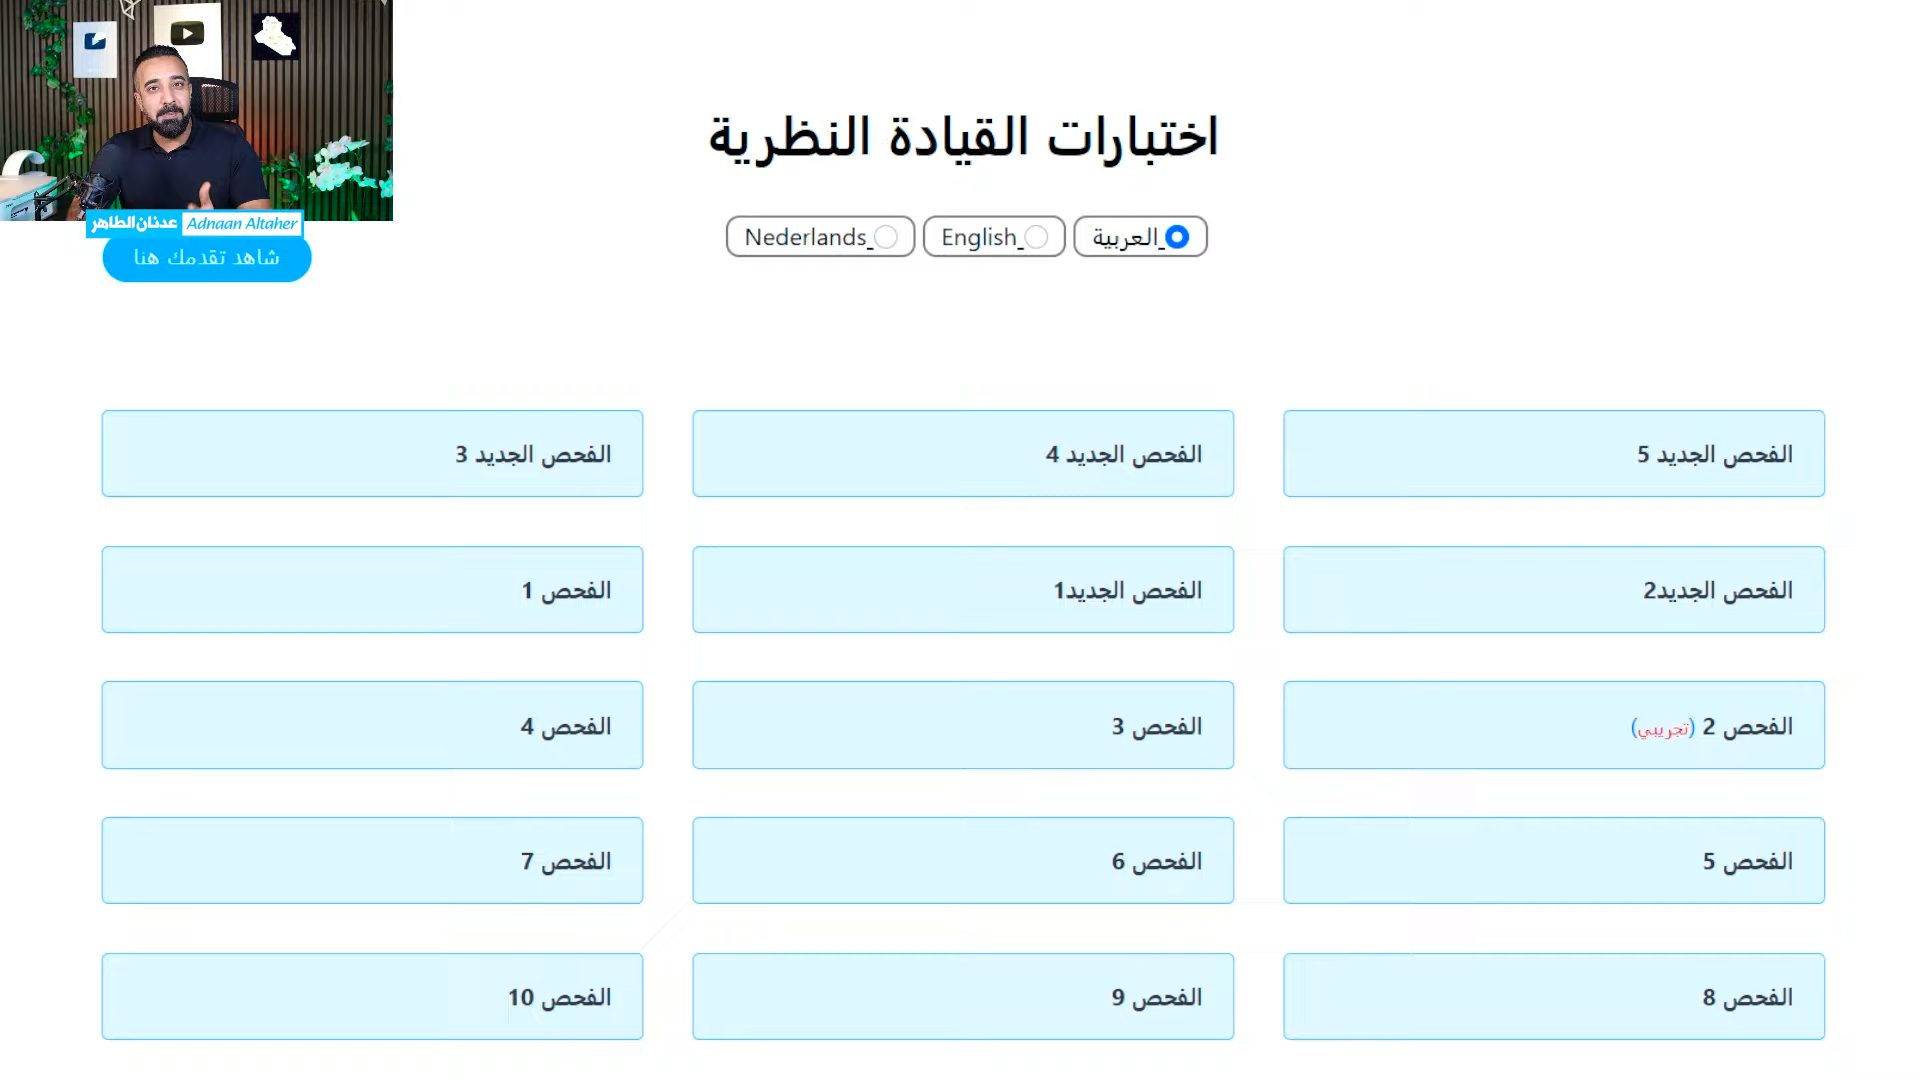 اختبارات القيادة النظرية
العربية_ English_ Nederlands_
عدنان الطاهر Adnaan Altaher
شاهد تقدمك هنا
الفحص الجديد 5
الفحص الجديد 4
الفحص الجديد 3
الفحص الجديد2
الفحص الجديد1
الفحص 1
الفحص 2 (تجريبي)
الفحص 3
الفحص 4
الفحص 5
الفحص 6
الفحص 7
الفحص 8
الفحص 9
الفحص 10